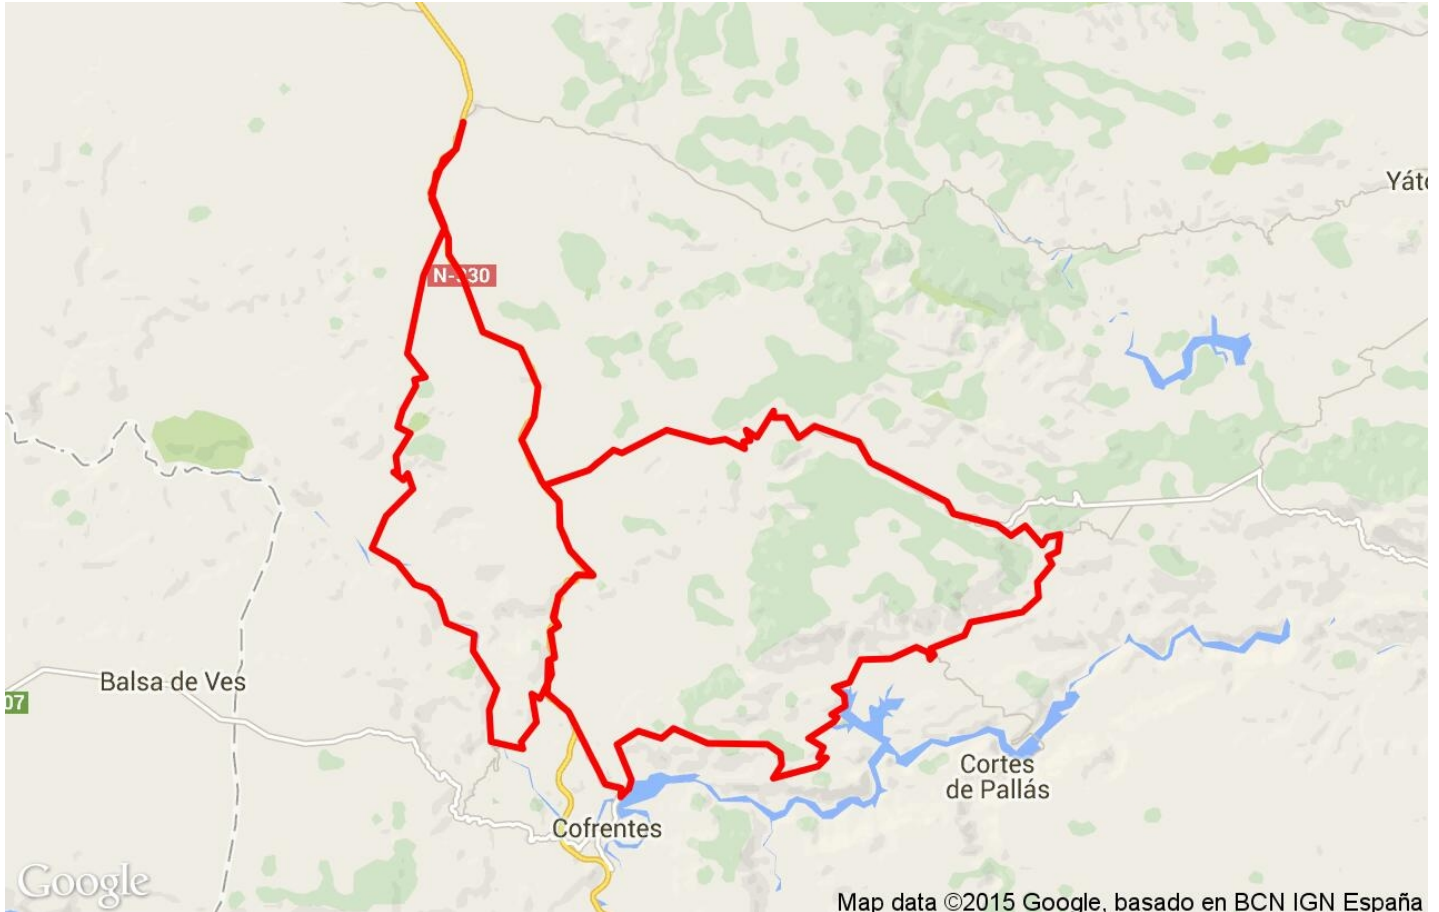 Yáto
N-330
Balsa de Ves
07
Cortes
de Pallás
Cofrentes
Google
Map data ©2015 Google, basado en BCN IGN España